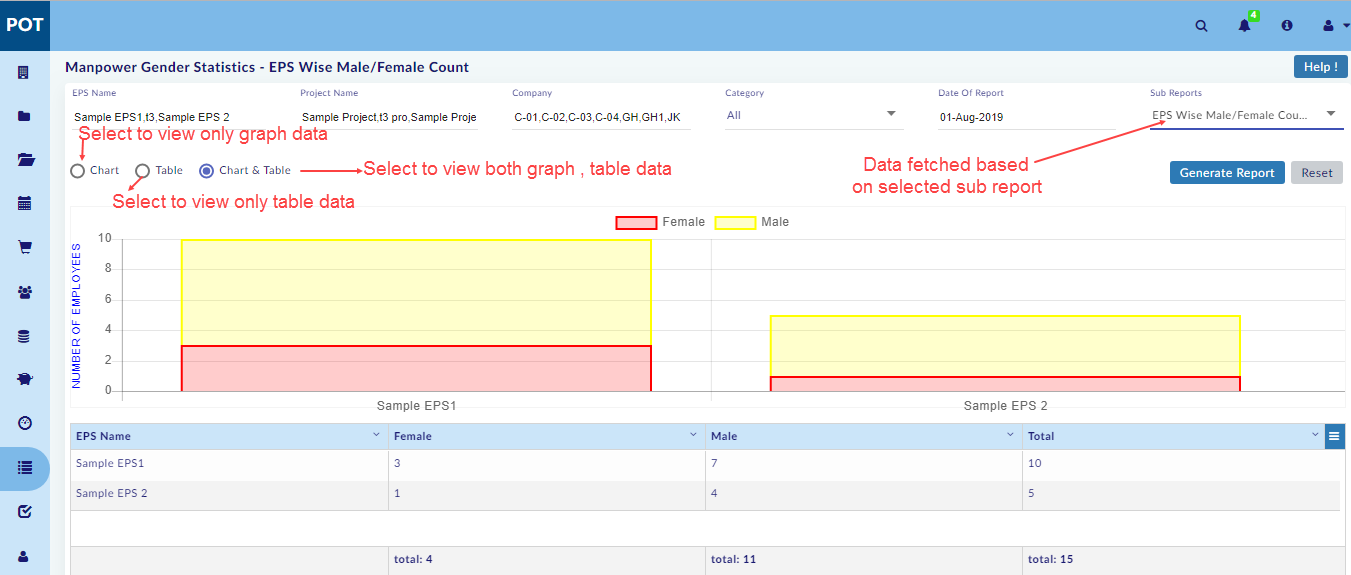 POT
4
Manpower Gender Statistics - EPS Wise Male/Female Count
Help !
EPS Name
Project Name
Company
Category
Date Of Report
Sub Reports
Sample EPS1,t3,Sample EPS 2
Sample Project,t3 pro,Sample Proje
C-01,C-02,C-03,C-04,GH,GH1,JK
All
01-Aug-2019
EPS Wise Male/Female Cou...
Select to view only graph data
Chart
Table
Chart & Table
Select to view both graph , table data
Data fetched based
on selected sub report
Generate Report
Reset
Select to view only table data
Female
Male
NUMBER OF EMPLOYEES
10
8
6
4
2
0
Sample EPS1
Sample EPS 2
EPS Name
Female
Male
Total
Sample EPS1
3
7
10
Sample EPS 2
1
4
5
total: 4
total: 11
total: 15